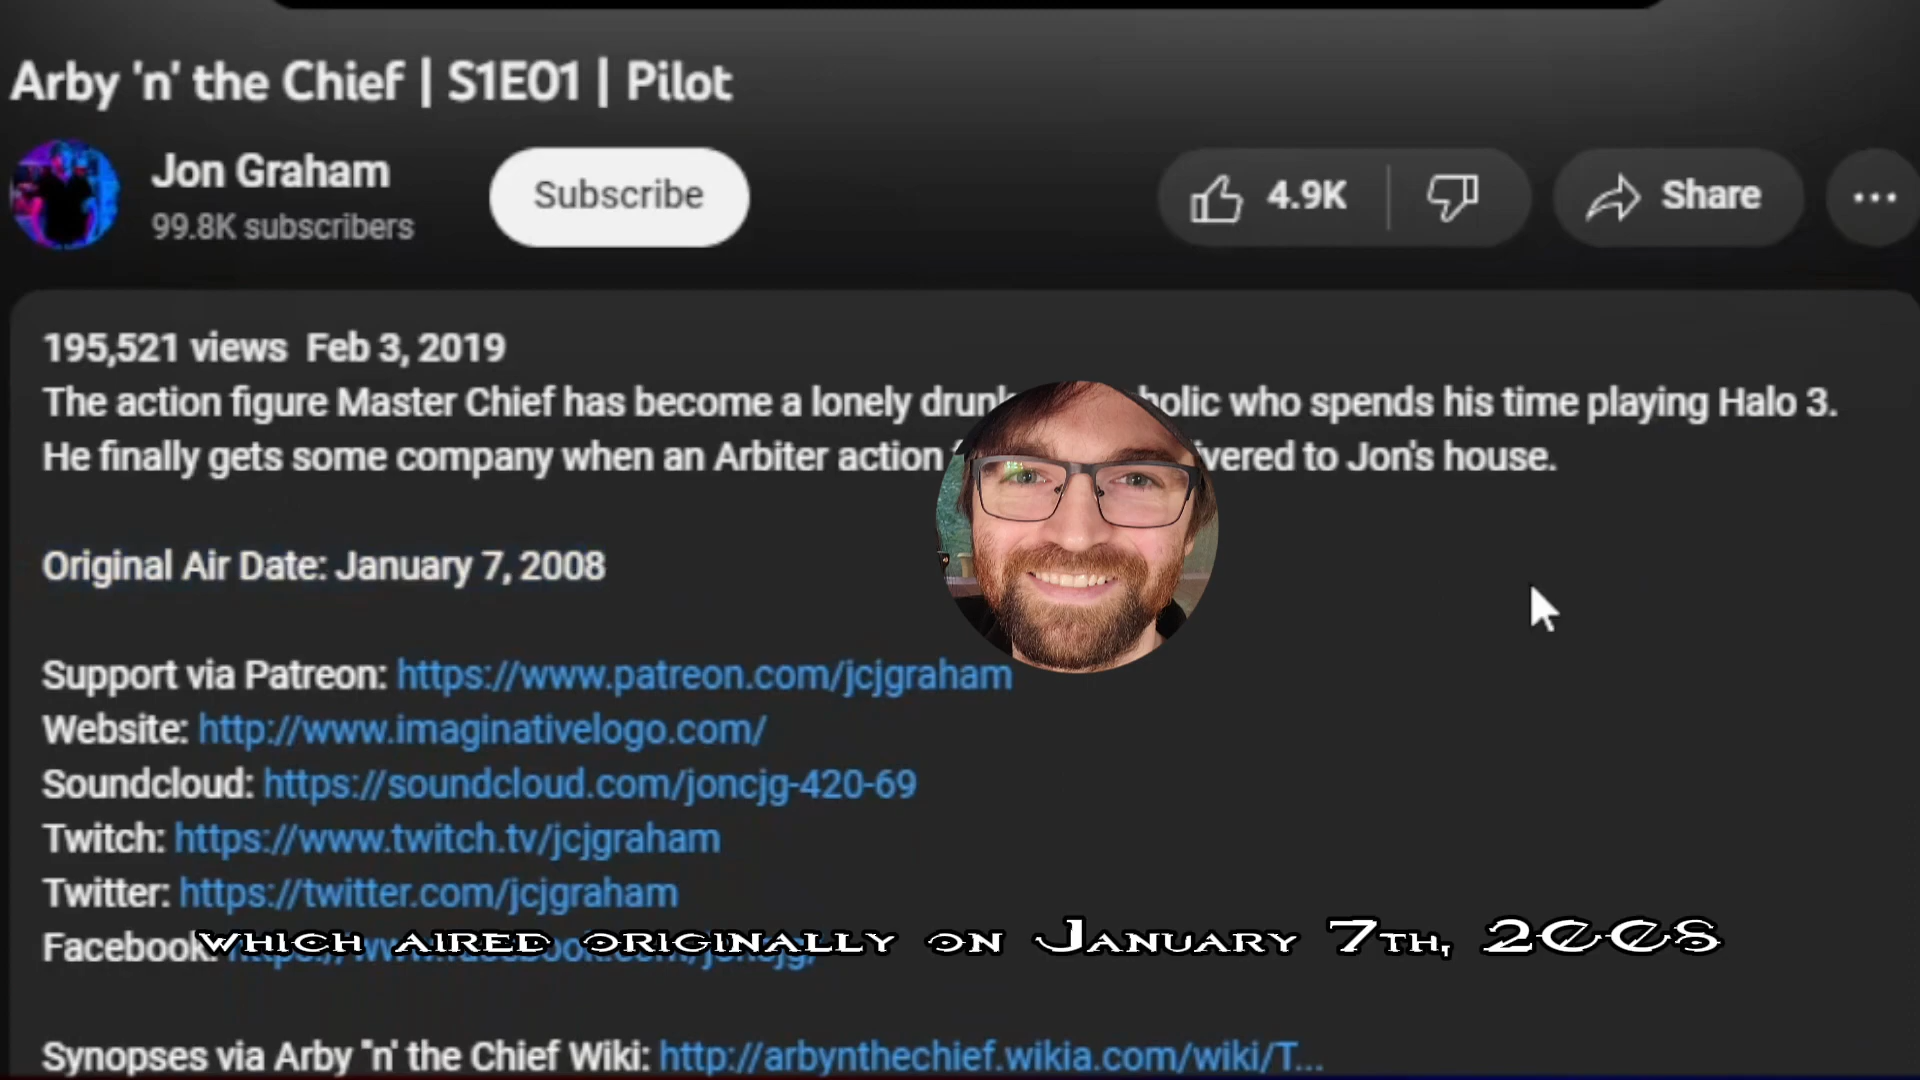 Arby 'n' the Chief | S1E01 | Pilot
Jon Graham
99.8K subscribers
Subscribe
4.9K
Share
195,521 views Feb 3, 2019
The action figure Master Chief has become a lonely who spends his time playing Halo 3.
He finally gets some company when an Arbiter action to Jon's house.
Original Air Date: January 7, 2008
Support via Patreon: https://www.patreon.com/jcjgraham
Website: http://www.imaginativelogo.com/
Soundcloud: https://soundcloud.com/joncjg-420-69
Twitch: https://www.twitch.tv/jcjgraham
Twitter: https://twitter.com/jcjgraham
Facebook:
which aired originally on January 7th, 2008
Synopses via Arby "n' the Chief Wiki: http://arbynthechief.wikia.com/wiki/T...